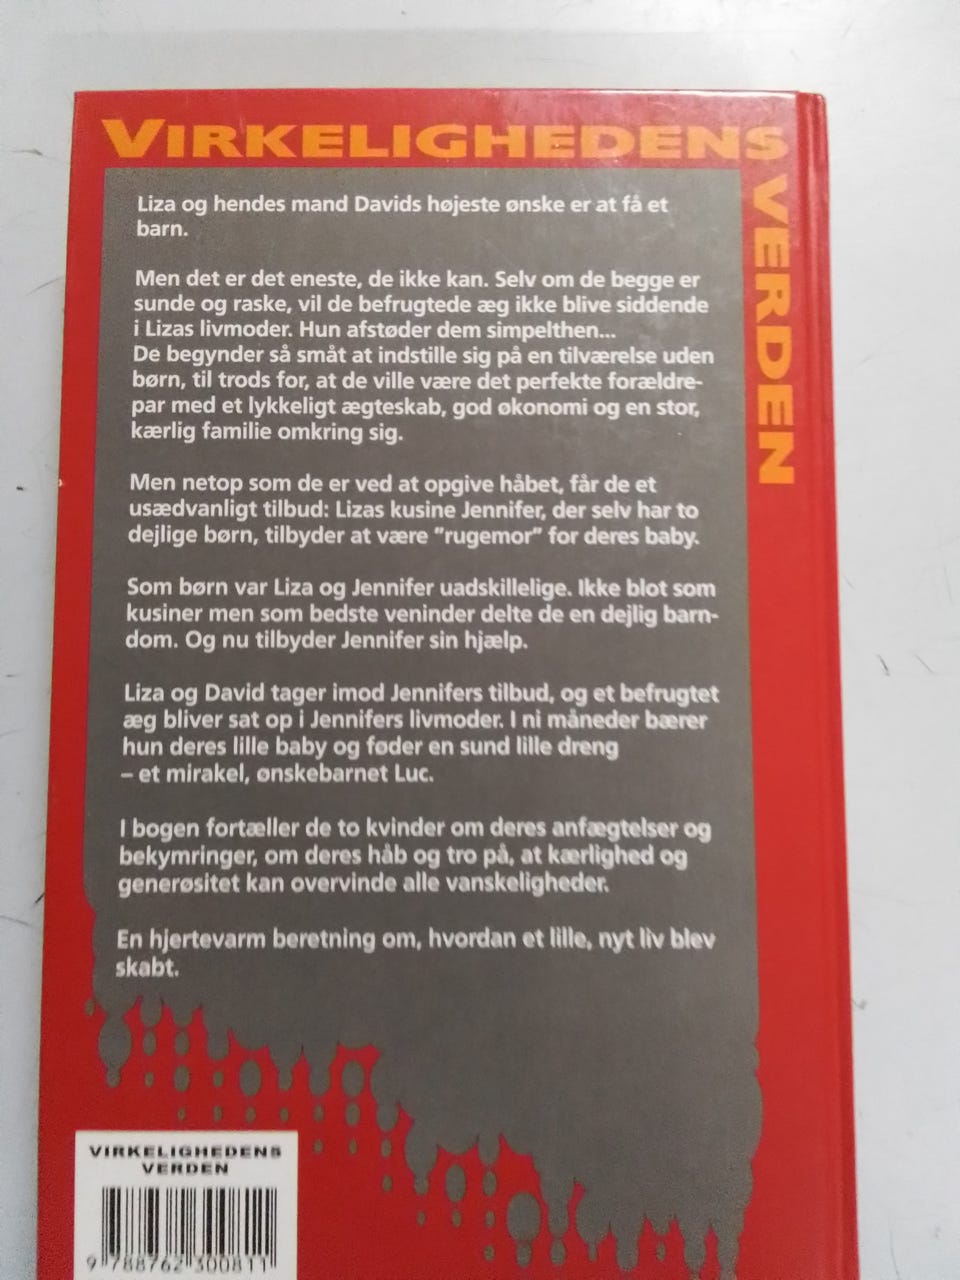 VIRKELIGHEDENS
VERDEN
Liza og hendes mand Davids højeste ønske er at få et
barn.
Men det er det eneste, de ikke kan. Selv om de begge er
sunde og raske, vil de befrugtede æg ikke blive siddende
i Lizas livmoder. Hun afstøder dem simpelthen...
De begynder så småt at indstille sig på en tilværelse uden
børn, til trods for, at de ville være det perfekte forældre-
par med et lykkeligt ægteskab, god økonomi og en stor,
kærlig familie omkring sig.
Men netop som de er ved at opgive håbet, får de et
usædvanligt tilbud: Lizas kusine Jennifer, der selv har to
dejlige børn, tilbyder at være ”rugemor” for deres baby.
Som børn var Liza og Jennifer uadskillelige. Ikke blot som
kusiner men som bedste veninder delte de en dejlig barn-
dom. Og nu tilbyder Jennifer sin hjælp.
Liza og David tager imod Jennifers tilbud, og et befrugtet
æg bliver sat op i Jennifers livmoder. I ni måneder bærer
hun deres lille baby og føder en sund lille dreng
– et mirakel, ønskebarnet Luc.
I bogen fortæller de to kvinder om deres anfægtelser og
bekymringer, om deres håb og tro på, at kærlighed og
generøsitet kan overvinde alle vanskeligheder.
En hjertevarm beretning om, hvordan et lille, nyt liv blev
skabt.
VIRKELIGHEDENS
VERDEN
9 788762 300811